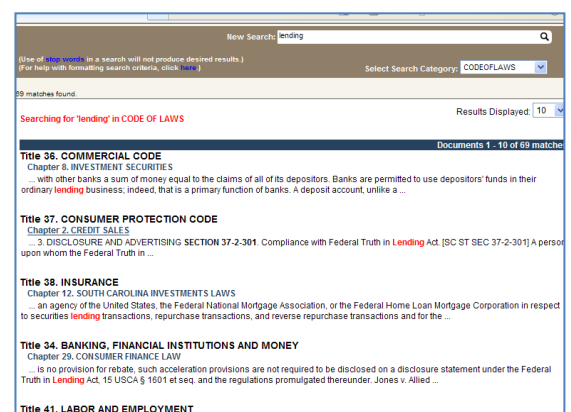 New Search: lending
(Use of stop words in a search will not produce desired results.)
(For help with formatting search criteria, click here.)
Select Search Category: CODEOFLAWS
69 matches found.
Results Displayed: 10
Searching for 'lending' in CODE OF LAWS
Documents 1 - 10 of 69 matche
Title 36. COMMERCIAL CODE
Chapter 8. INVESTMENT SECURITIES
... with other banks a sum of money equal to the claims of all of its depositors. Banks are permitted to use depositors' funds in their
ordinary lending business; indeed, that is a primary function of banks. A deposit account, unlike a ...
Title 37. CONSUMER PROTECTION CODE
Chapter 2. CREDIT SALES
... 3. DISCLOSURE AND ADVERTISING SECTION 37-2-301. Compliance with Federal Truth in Lending Act. [SC ST SEC 37-2-301] A person
upon whom the Federal Truth in ...
Title 38. INSURANCE
Chapter 12. SOUTH CAROLINA INVESTMENTS LAWS
... an agency of the United States, the Federal National Mortgage Association, or the Federal Home Loan Mortgage Corporation in respect
to securities lending transactions, repurchase transactions, and reverse repurchase transactions and for the ...
Title 34. BANKING, FINANCIAL INSTITUTIONS AND MONEY
Chapter 29. CONSUMER FINANCE LAW
... is no provision for rebate, such acceleration provisions are not required to be disclosed on a disclosure statement under the Federal
Truth in Lending Act, 15 USCA § 1601 et seq. and the regulations promulgated thereunder. Jones v. Allied ...
Title 41. LABOR AND EMPLOYMENT